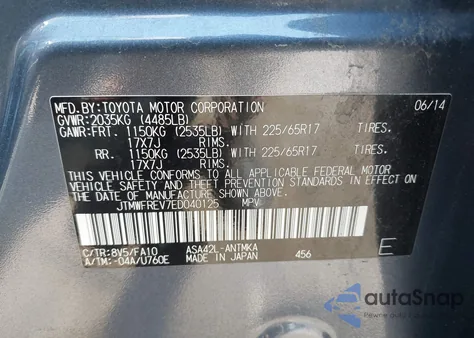 MFD.BY:TOYOTA MOTOR CORPORATION 06/14
GVWR:2035KG (4485LB)
GAWR:FRT. 1150KG (2535LB) WITH 225/65R17 TIRES.
17X7J RIMS.
RR. 1150KG (2535LB) WITH 225/65R17 TIRES.
17X7J RIMS.
THIS VEHICLE CONFORMS TO ALL APPLICABLE FEDERAL MOTOR
VEHICLE SAFETY AND BUMPER STANDARDS IN EFFECT ON
THE DATE OF MANUFACTURE SHOWN ABOVE.
JTMWFREV7ED040125 MPV
C/TR:8V5/FA10 ASA42L-ANTMKA
A/TM:-04A/U760E MADE IN JAPAN 456
E
autoSnap